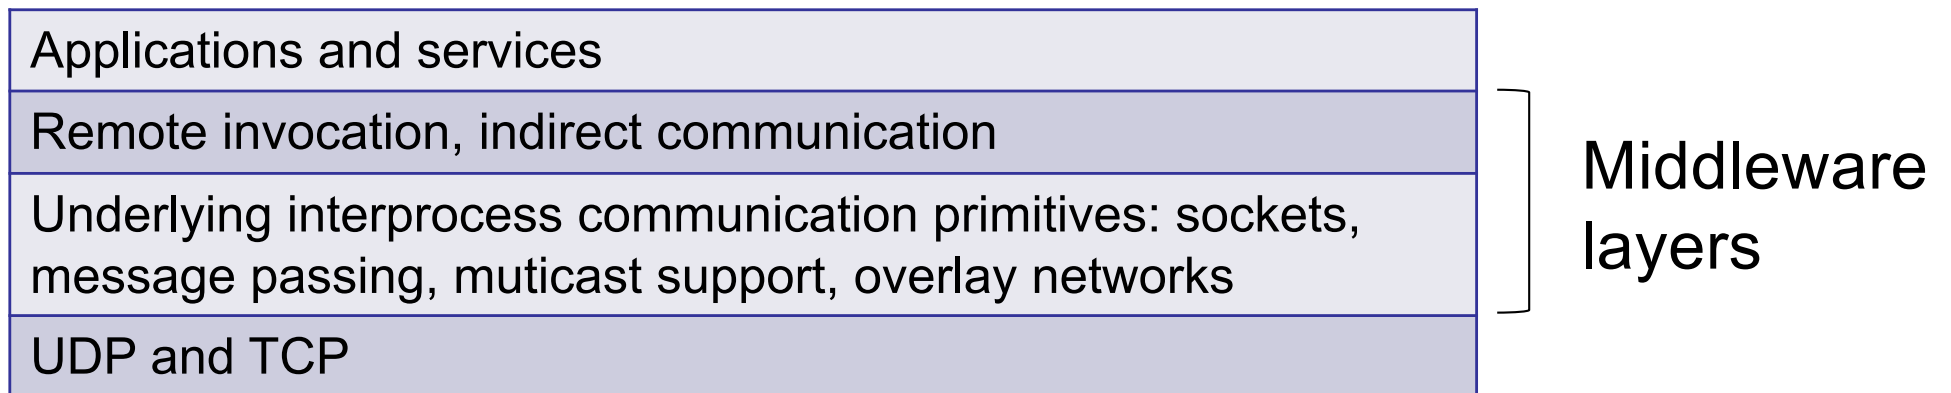 Applications and services
Remote invocation, indirect communication
Underlying interprocess communication primitives: sockets,
message passing, muticast support, overlay networks
UDP and TCP
Middleware
layers